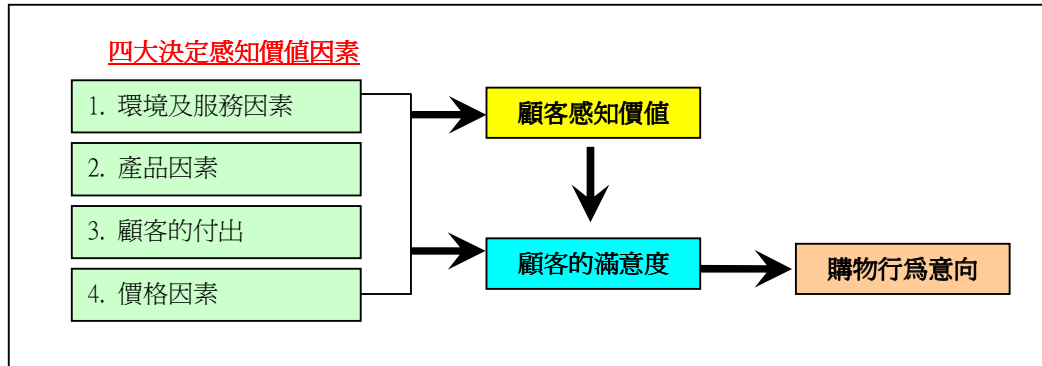 四大決定感知價值因素
1. 環境及服務因素
2. 產品因素
3. 顧客的付出
4. 價格因素
顧客感知價值
顧客的滿意度
購物行爲意向